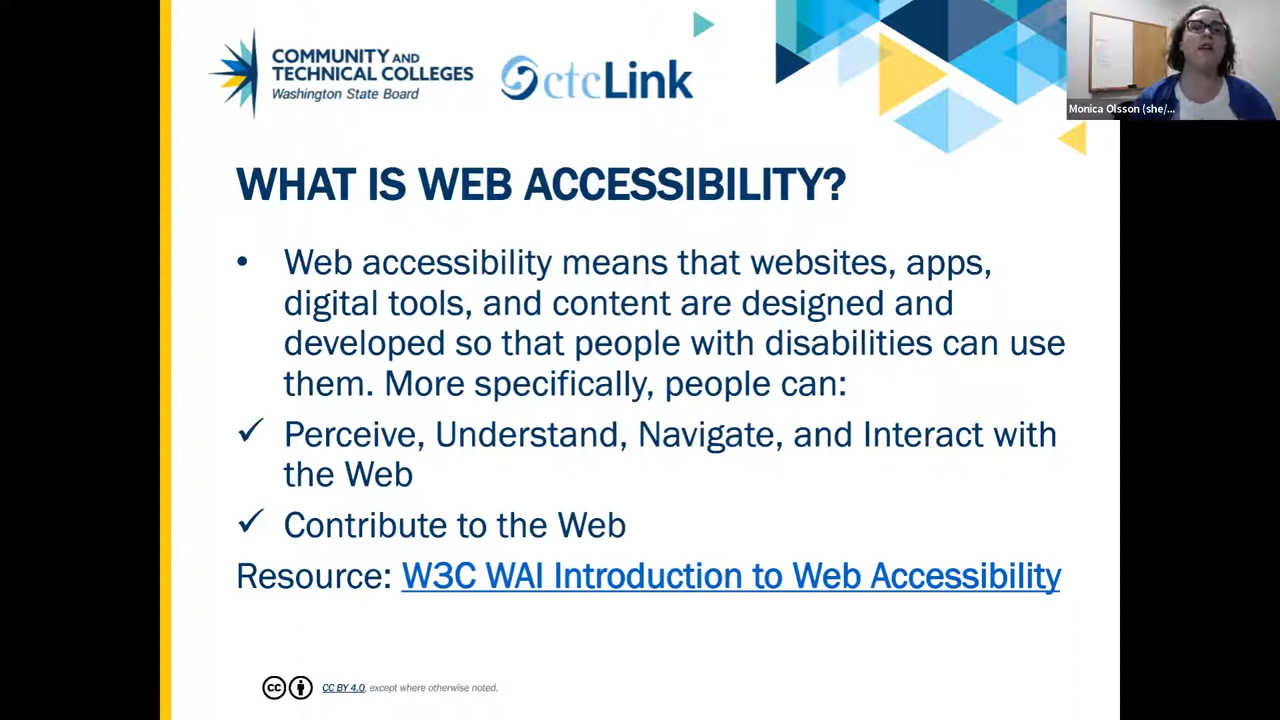 COMMUNITY AND
TECHNICAL COLLEGES
Washington State Board
ctcLink
Monica Olsson (she/...
WHAT IS WEB ACCESSIBILITY?
• Web accessibility means that websites, apps,
digital tools, and content are designed and
developed so that people with disabilities can use
them. More specifically, people can:
✓ Perceive, Understand, Navigate, and Interact with
the Web
✓ Contribute to the Web
Resource: W3C WAI Introduction to Web Accessibility
cc CC BY 4.0, except where otherwise noted.